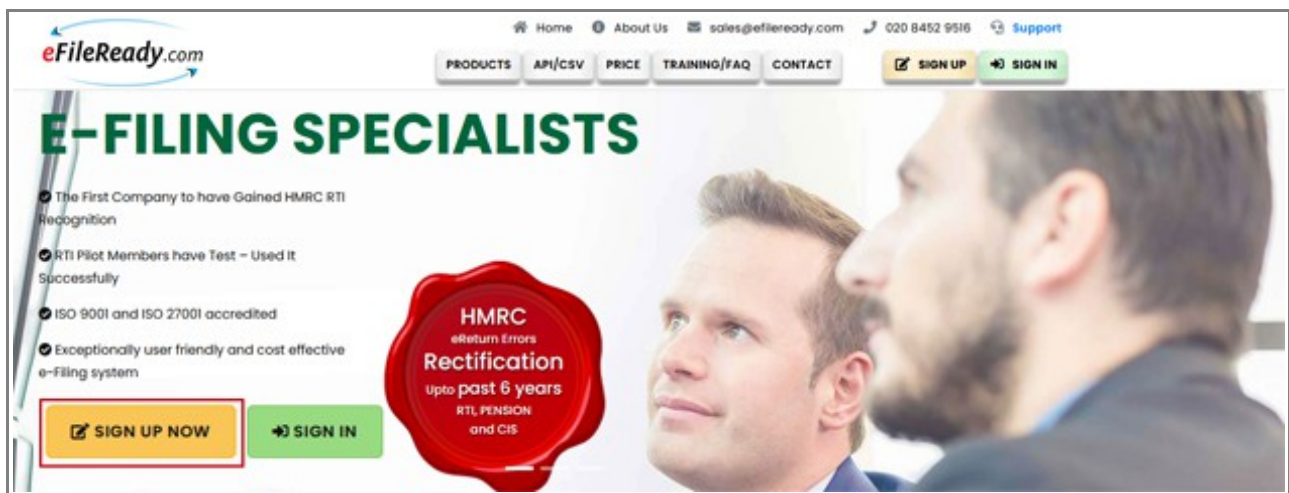 eFileReady.com
Home About Us sales@efileready.com 020 8452 9516 Support
PRODUCTS API/CSV PRICE TRAINING/FAQ CONTACT SIGN UP SIGN IN
E-FILING SPECIALISTS
The First Company to have Gained HMRC RTI
Recognition
RTI Pilot Members have Test – Used It
Successfully
ISO 9001 and ISO 27001 accredited
Exceptionally user friendly and cost effective
e-Filing system
SIGN UP NOW
SIGN IN
HMRC
eReturn Errors
Rectification
Upto past 6 years
RTI, PENSION
and CIS